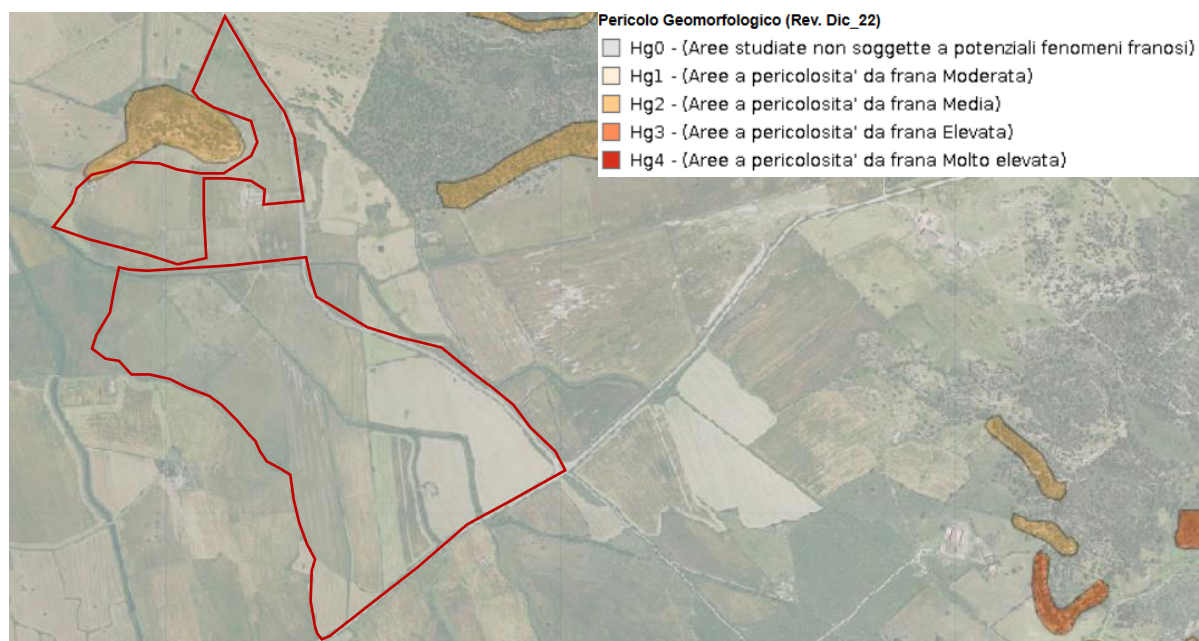 Pericolo Geomorfologico (Rev. Dic_22)
Hg0 - (Aree studiate non soggette a potenziali fenomeni franosi)
Hg1 - (Aree a pericolosita' da frana Moderata)
Hg2 - (Aree a pericolosita' da frana Media)
Hg3 - (Aree a pericolosita' da frana Elevata)
Hg4 - (Aree a pericolosita' da frana Molto elevata)